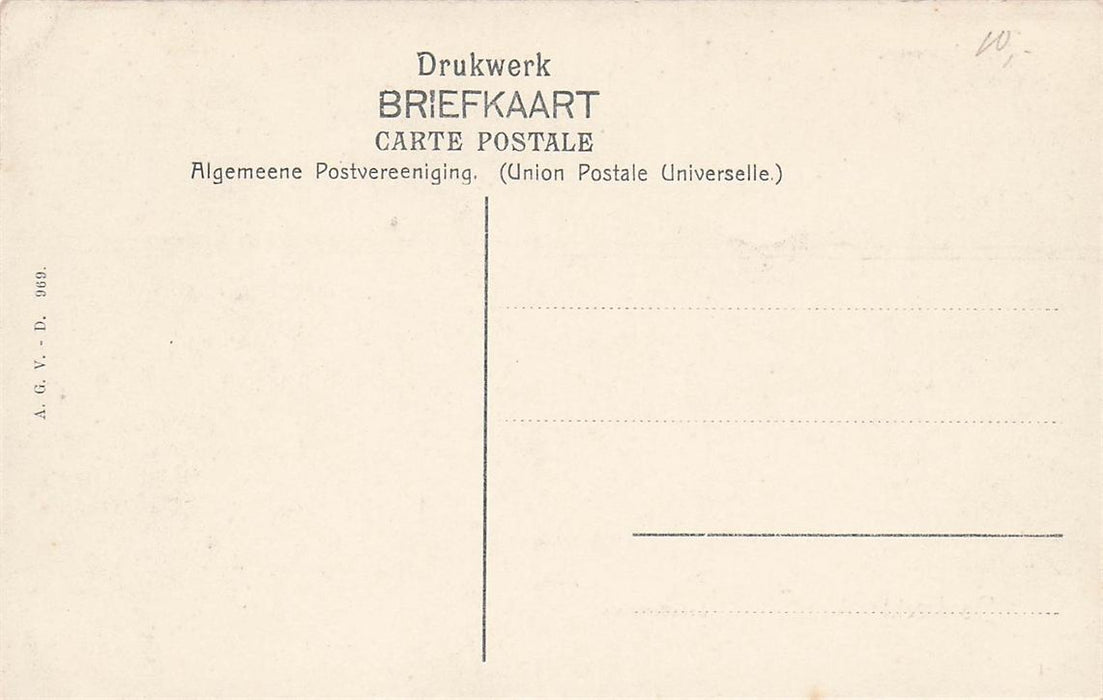 10,-
Drukwerk
BRIEFKAART
CARTE POSTALE
Algemeene Postvereeniging. (Union Postale Universelle.)
A. G. V. - D. 969.